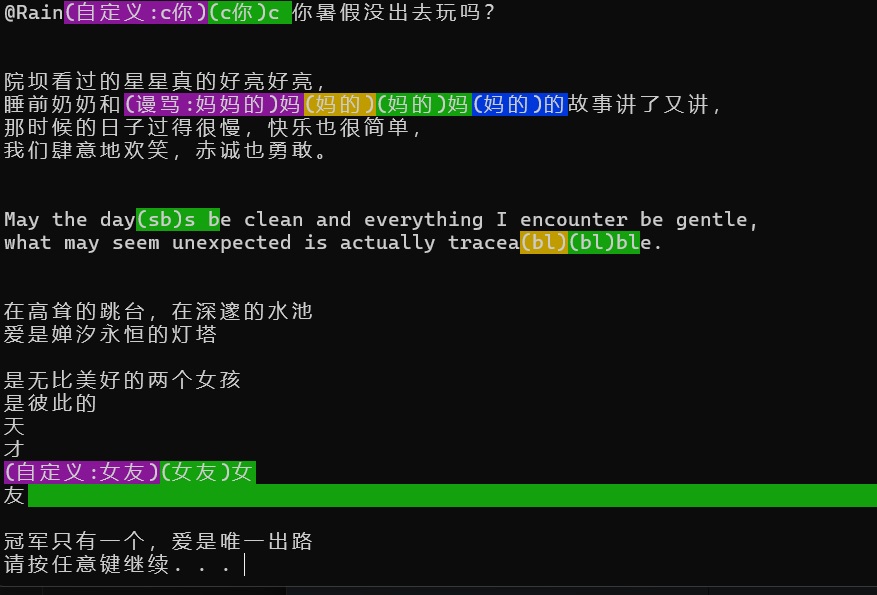 @Rain(自定义:c你)(c你)c 你暑假没出去玩吗?
院坝看过的星星真的好亮好亮,
睡前奶奶和(谩骂:妈妈的)妈(妈的)(妈的)妈(妈的)的故事讲了又讲,
那时候的日子过得很慢, 快乐也很简单,
我们肆意地欢笑, 赤诚也勇敢。
May the day(sb)s be clean and everything I encounter be gentle,
what may seem unexpected is actually tracea(bl)(bl)ble.
在高耸的跳台, 在深邃的水池
爱是婵汐永恒的灯塔
是无比美好的两个女孩
是彼此的
天
才
(自定义:女友)(女友)女
友
冠军只有一个, 爱是唯一出路
请按任意键继续. . .